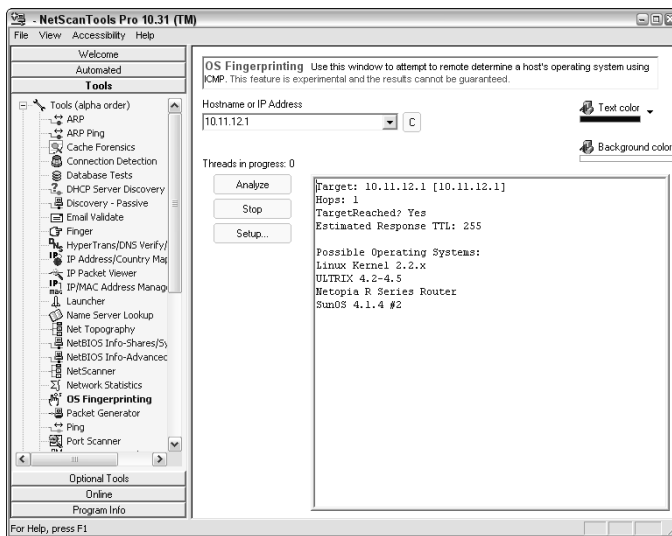 - NetScanTools Pro 10.31 (TM)
File View Accessibility Help
Welcome
Automated
Tools
Tools (alpha order)
ARP
ARP Ping
Cache Forensics
Connection Detection
Database Tests
DHCP Server Discovery
Discovery - Passive
Email Validate
Finger
HyperTrans/DNS Verify/
IP Address/Country Map
IP Packet Viewer
IP/MAC Address Manag
Launcher
Name Server Lookup
Net Topography
NetBIOS Info-Shares/Sy
NetBIOS Info-Advanced
NetScanner
Network Statistics
OS Fingerprinting
Packet Generator
Ping
Port Scanner
Optional Tools
Online
Program Info
OS Fingerprinting Use this window to attempt to remote determine a host's operating system using
ICMP. This feature is experimental and the results cannot be guaranteed.
Hostname or IP Address
10.11.12.1
C
Text color
Background color
Threads in progress: 0
Analyze
Stop
Setup...
Target: 10.11.12.1 [10.11.12.1]
Hops: 1
TargetReached? Yes
Estimated Response TTL: 255
Possible Operating Systems:
Linux Kernel 2.2.x
ULTRIX 4.2-4.5
Netopia R Series Router
SunOS 4.1.4 #2
For Help, press F1